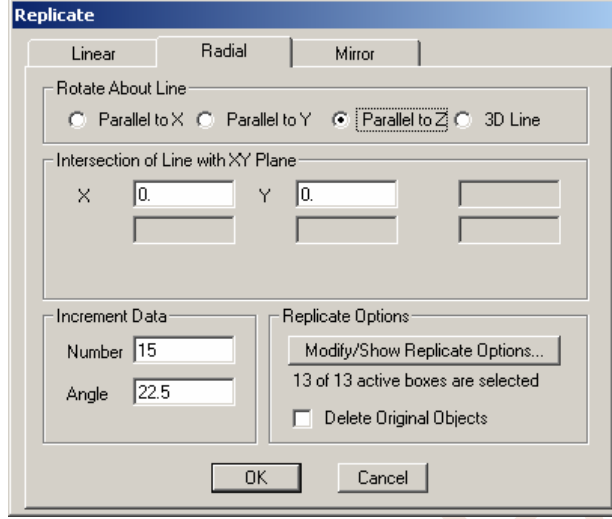 Replicate
Linear Radial Mirror
Rotate About Line
Parallel to X Parallel to Y Parallel to Z 3D Line
Intersection of Line with XY Plane
X 0. Y 0.
Increment Data
Number 15
Angle 22.5
Replicate Options
Modify/Show Replicate Options...
13 of 13 active boxes are selected
Delete Original Objects
OK Cancel